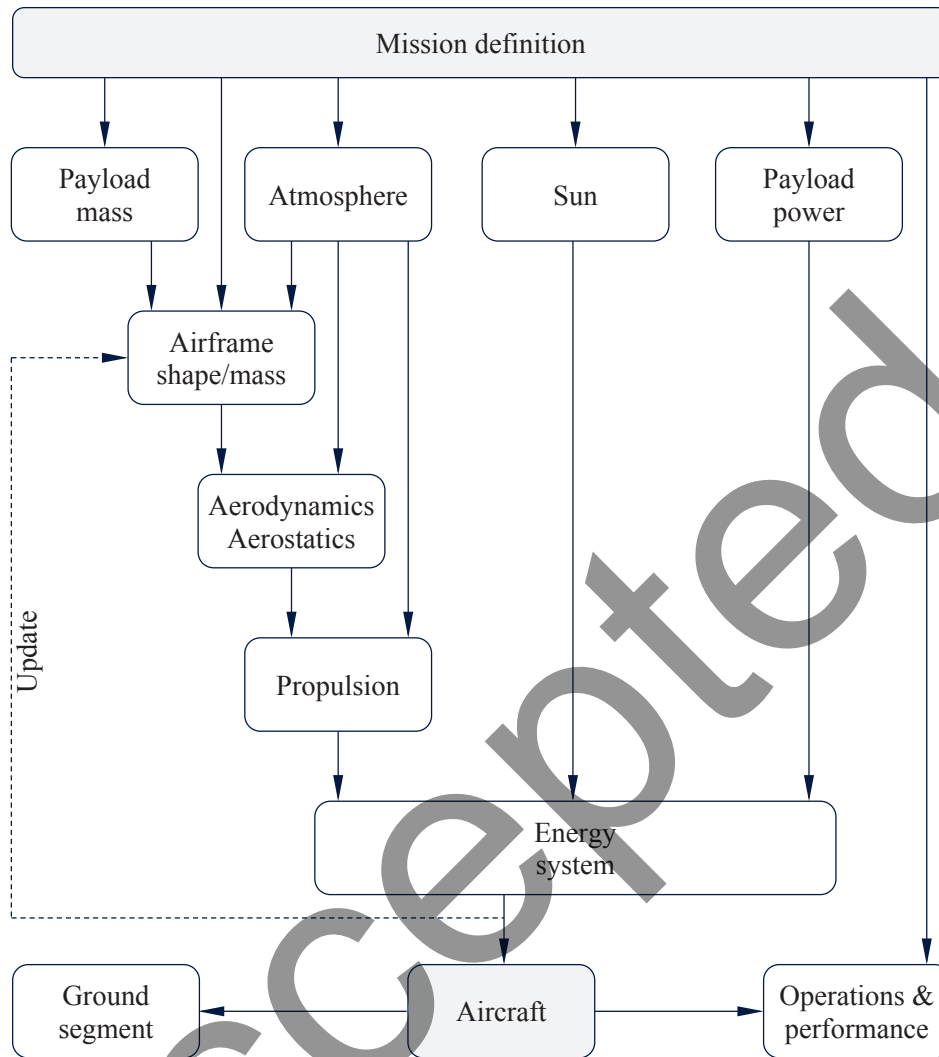 Mission definition
Payload
mass
Atmosphere
Sun
Payload
power
Airframe
shape/mass
Aerodynamics
Aerostatics
Update
Propulsion
Energy
system
Ground
segment
Aircraft
Operations &
performance
ccepted